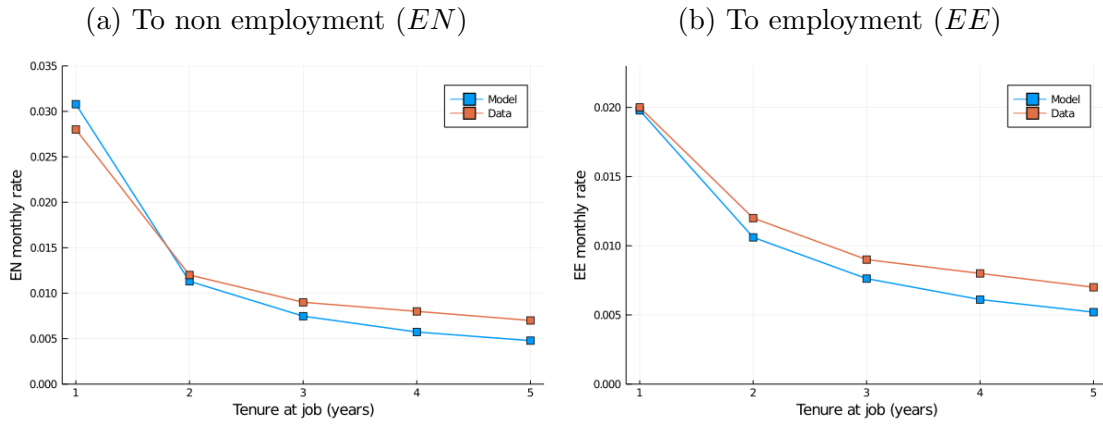 (a) To non employment (EN)
0.035
0.030
0.025
0.020
0.015
0.010
0.005
0.000
EN monthly rate
Model
Data
1 2 3 4 5
Tenure at job (years)
(b) To employment (EE)
0.020
0.015
0.010
0.005
0.000
EE monthly rate
Model
Data
1 2 3 4 5
Tenure at job (years)